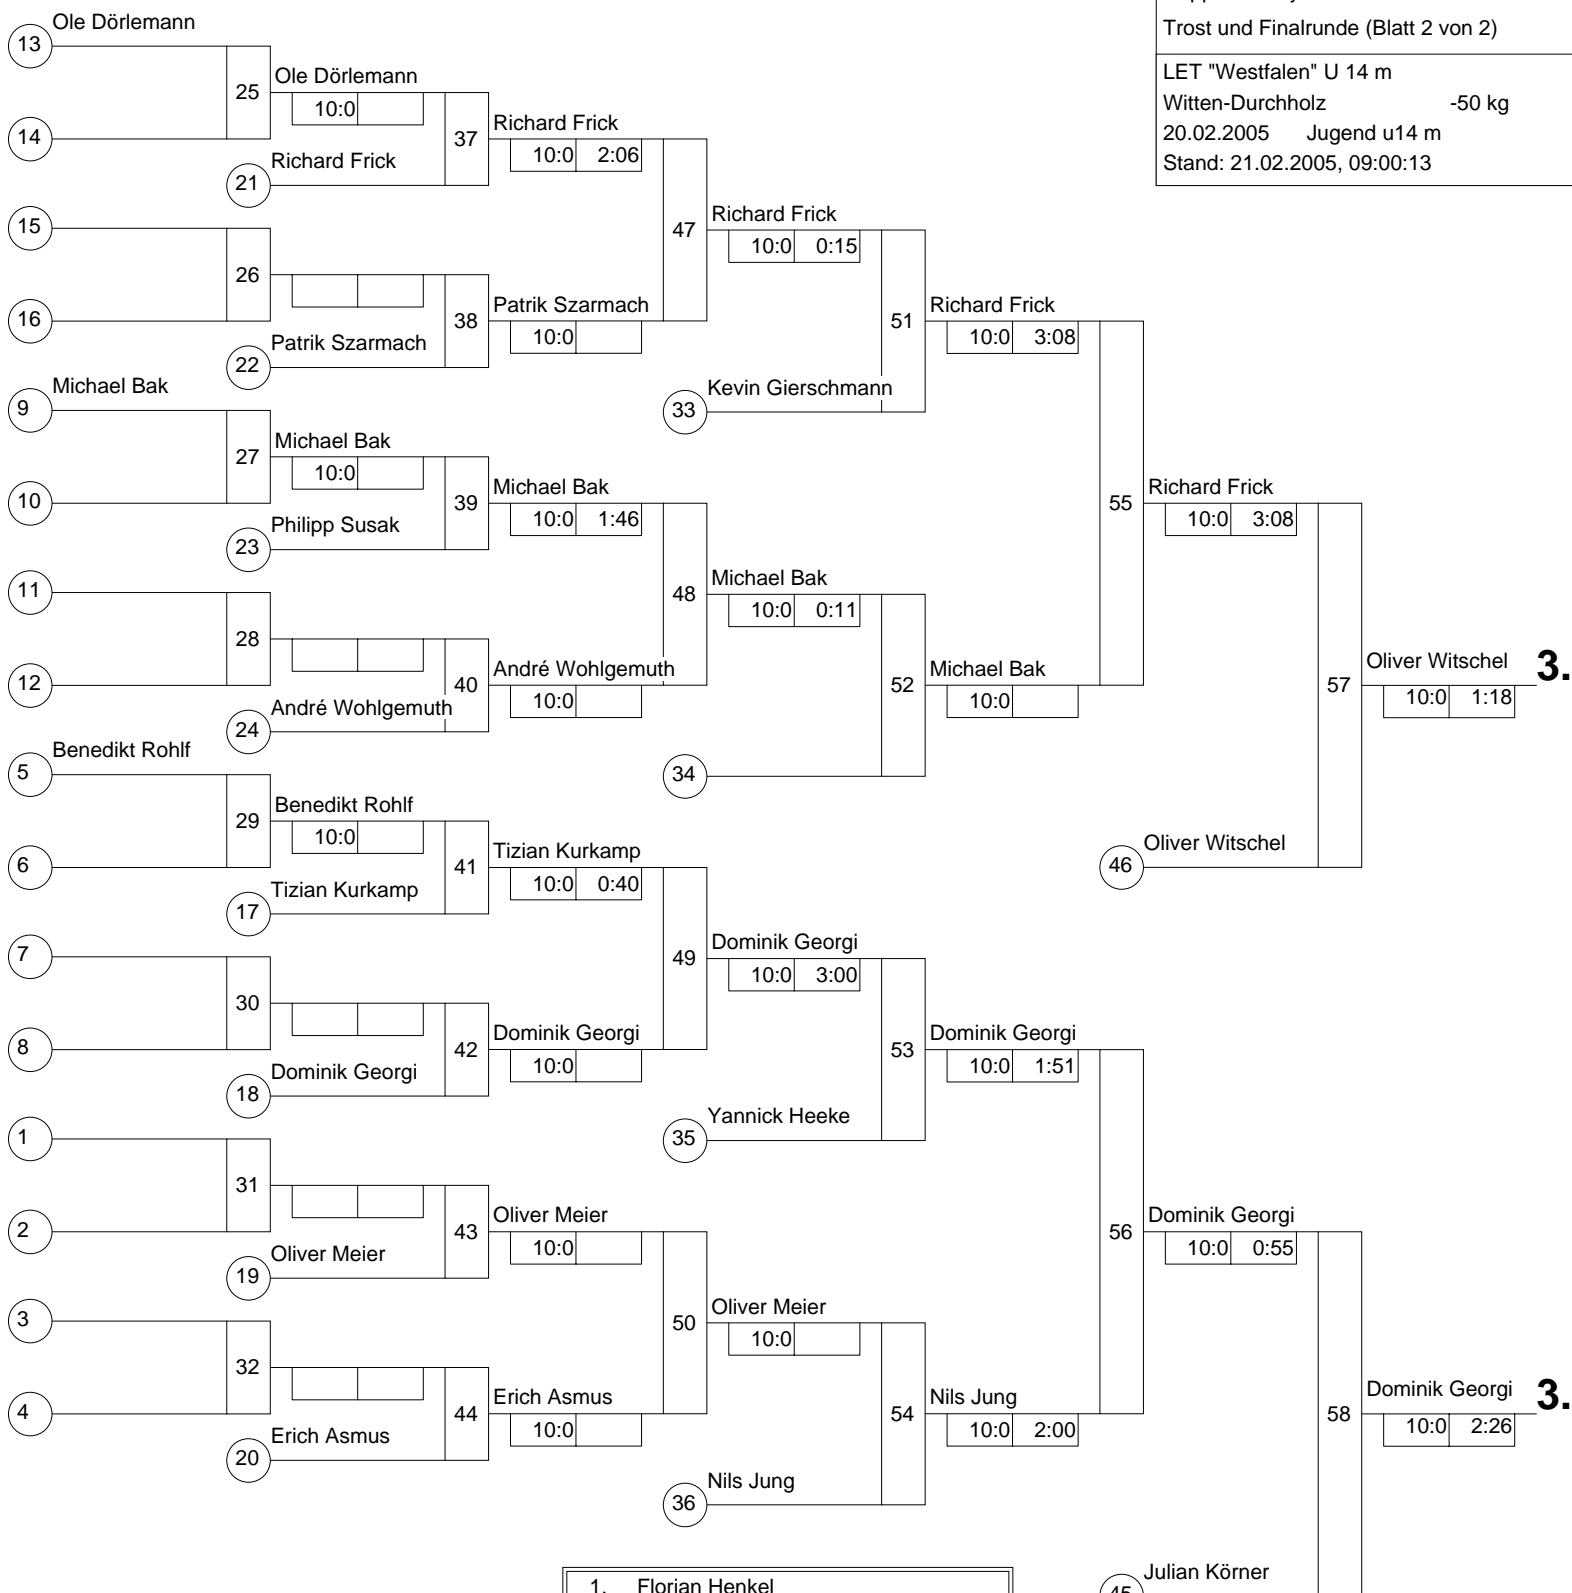 Trost und Finalrunde (Blatt 2 von 2)
LET "Westfalen" U 14 m
Witten-Durchholz -50 kg
20.02.2005 Jugend u14 m
Stand: 21.02.2005, 09:00:13
13 Ole Dörlemann
25 Ole Dörlemann
10:0
14
37 Richard Frick
10:0 2:06
21 Richard Frick
15
47 Richard Frick
10:0 0:15
26
16
38 Patrik Szarmach
10:0
22 Patrik Szarmach
51 Richard Frick
10:0 3:08
33 Kevin Gierschmann
9 Michael Bak
27 Michael Bak
10:0
10
39 Michael Bak
10:0 1:46
23 Philipp Susak
55 Richard Frick
10:0 3:08
11
48 Michael Bak
10:0 0:11
28
12
40 André Wohlgemuth
10:0
24 André Wohlgemuth
52 Michael Bak
10:0
34
57 Oliver Witschel 3.
10:0 1:18
46 Oliver Witschel
5 Benedikt Rohlf
29 Benedikt Rohlf
10:0
6
41 Tizian Kurkamp
10:0 0:40
17 Tizian Kurkamp
7
49 Dominik Georgi
10:0 3:00
30
8
42 Dominik Georgi
10:0
18 Dominik Georgi
53 Dominik Georgi
10:0 1:51
35 Yannick Heeke
1
31
2
43 Oliver Meier
10:0
19 Oliver Meier
56 Dominik Georgi
10:0 0:55
3
50 Oliver Meier
10:0
32
4
44 Erich Asmus
10:0
20 Erich Asmus
54 Nils Jung
10:0 2:00
36 Nils Jung
58 Dominik Georgi 3.
10:0 2:26
45 Julian Körner
1. Florian Henkel